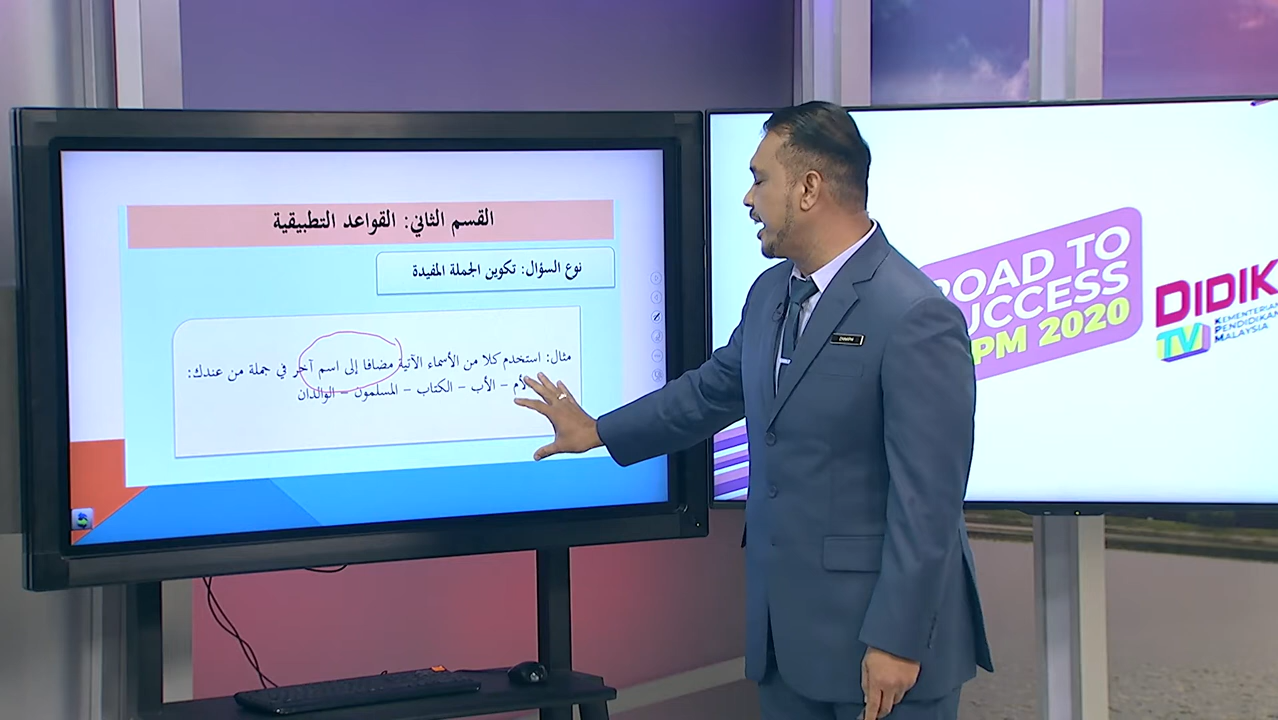 القسم الثاني: القواعد التطبيقية
نوع السؤال: تكوين الجملة المفيدة
مثال: استخدم كلا من الأسماء الآتية مضافا إلى اسم آخر في جملة من عندك:
الأم – الأب – الكتاب – المسلمون – الوالدان
ROAD TO
SUCCESS
SPM 2020
DIDIK
TV
KEMENTERIAN
PENDIDIKAN
MALAYSIA